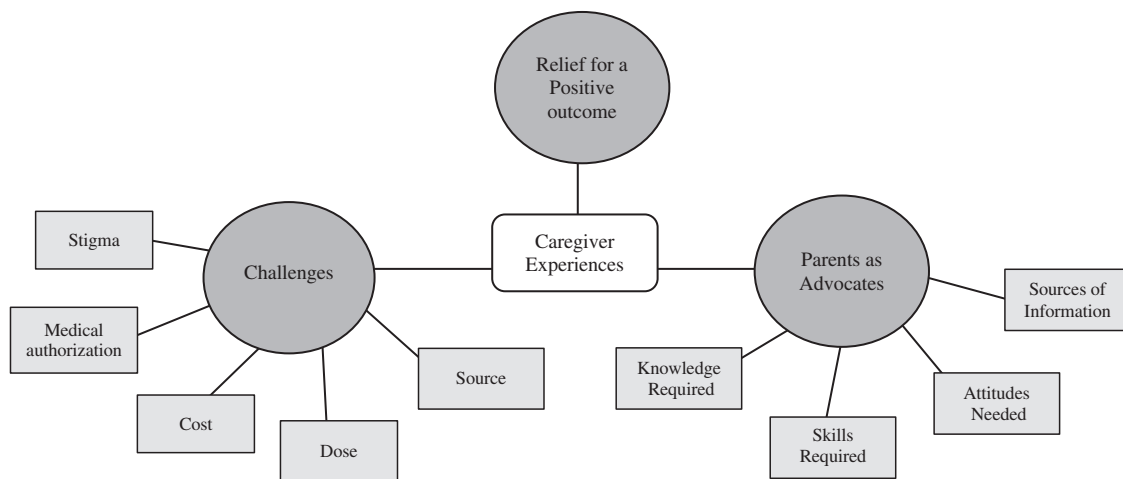 Relief for a
Positive
outcome
Caregiver
Experiences
Challenges
Stigma
Medical
authorization
Cost
Dose
Source
Parents as
Advocates
Knowledge
Required
Skills
Required
Attitudes
Needed
Sources of
Information